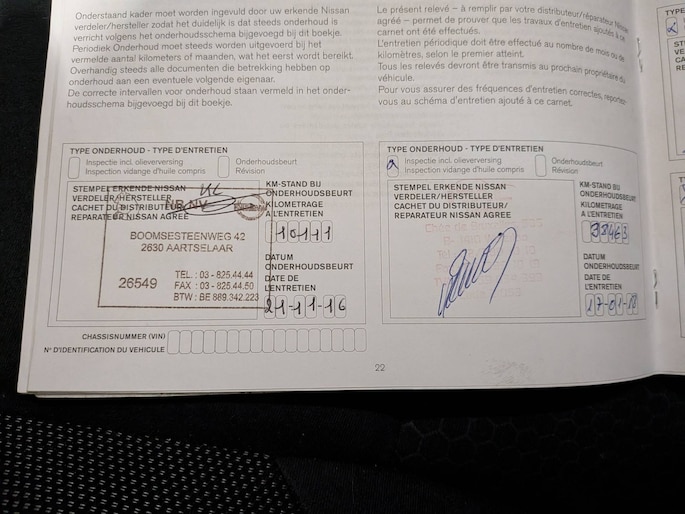 Onderstaand kader moet worden ingevuld door uw erkende Nissan
verdeler/hersteller zodat het duidelijk is dat steeds onderhoud is
verricht volgens het onderhoudsschema bijgevoegd bij dit boekje.
Periodiek Onderhoud moet steeds worden uitgevoerd bij het
vermelde aantal kilometers of maanden, wat het eerst wordt bereikt.
Overhandig steeds alle documenten die betrekking hebben op
onderhoud aan een eventuele volgende eigenaar.
De correcte intervallen voor onderhoud staan vermeld in het onder-
houdsschema bijgevoegd bij dit boekje.
Le présent relevé – à remplir par votre distributeur/réparateur Nissan
agréé – permet de prouver que les travaux d'entretien ajoutés à ce
carnet ont été effectués.
L'entretien périodique doit être effectué au nombre de mois ou de
kilomètres, selon le premier atteint.
Tous les relevés devront être transmis au prochain propriétaire du
véhicule.
Pour vous assurer des fréquences d'entretien correctes, reportez-
vous au schéma d'entretien ajouté à ce carnet.
TYPE ONDERHOUD - TYPE D'ENTRETIEN
Inspectie incl. olieverversing
Inspection vidange d'huile compris
Onderhoudsbeurt
Révision
STEMPEL ERKENDE NISSAN
VERDELER/HERSTELLER
CACHET DU DISTRIBUTEUR/
REPARATEUR NISSAN AGREE
BOOMSESTEENWEG 42
2630 AARTSELAAR
26549
TEL. : 03 - 825.44.44
FAX : 03 - 825.44.50
BTW : BE 889.342.223
KM-STAND BIJ
ONDERHOUDSBEURT
KILOMETRAGE
A L'ENTRETIEN
10111
DATUM
ONDERHOUDSBEURT
DATE DE
L'ENTRETIEN
21-11-16
CHASSISNUMMER (VIN)
N° D'IDENTIFICATION DU VEHICULE
TYPE ONDERHOUD - TYPE D'ENTRETIEN
Inspectie incl. olieverversing
Inspection vidange d'huile compris
Onderhoudsbeurt
Révision
STEMPEL ERKENDE NISSAN
VERDELER/HERSTELLER
CACHET DU DISTRIBUTEUR/
REPARATEUR NISSAN AGREE
KM-STAND BIJ
ONDERHOUDSBEURT
KILOMETRAGE
A L'ENTRETIEN
38463
DATUM
ONDERHOUDSBEURT
DATE DE
L'ENTRETIEN
17-01-18
22